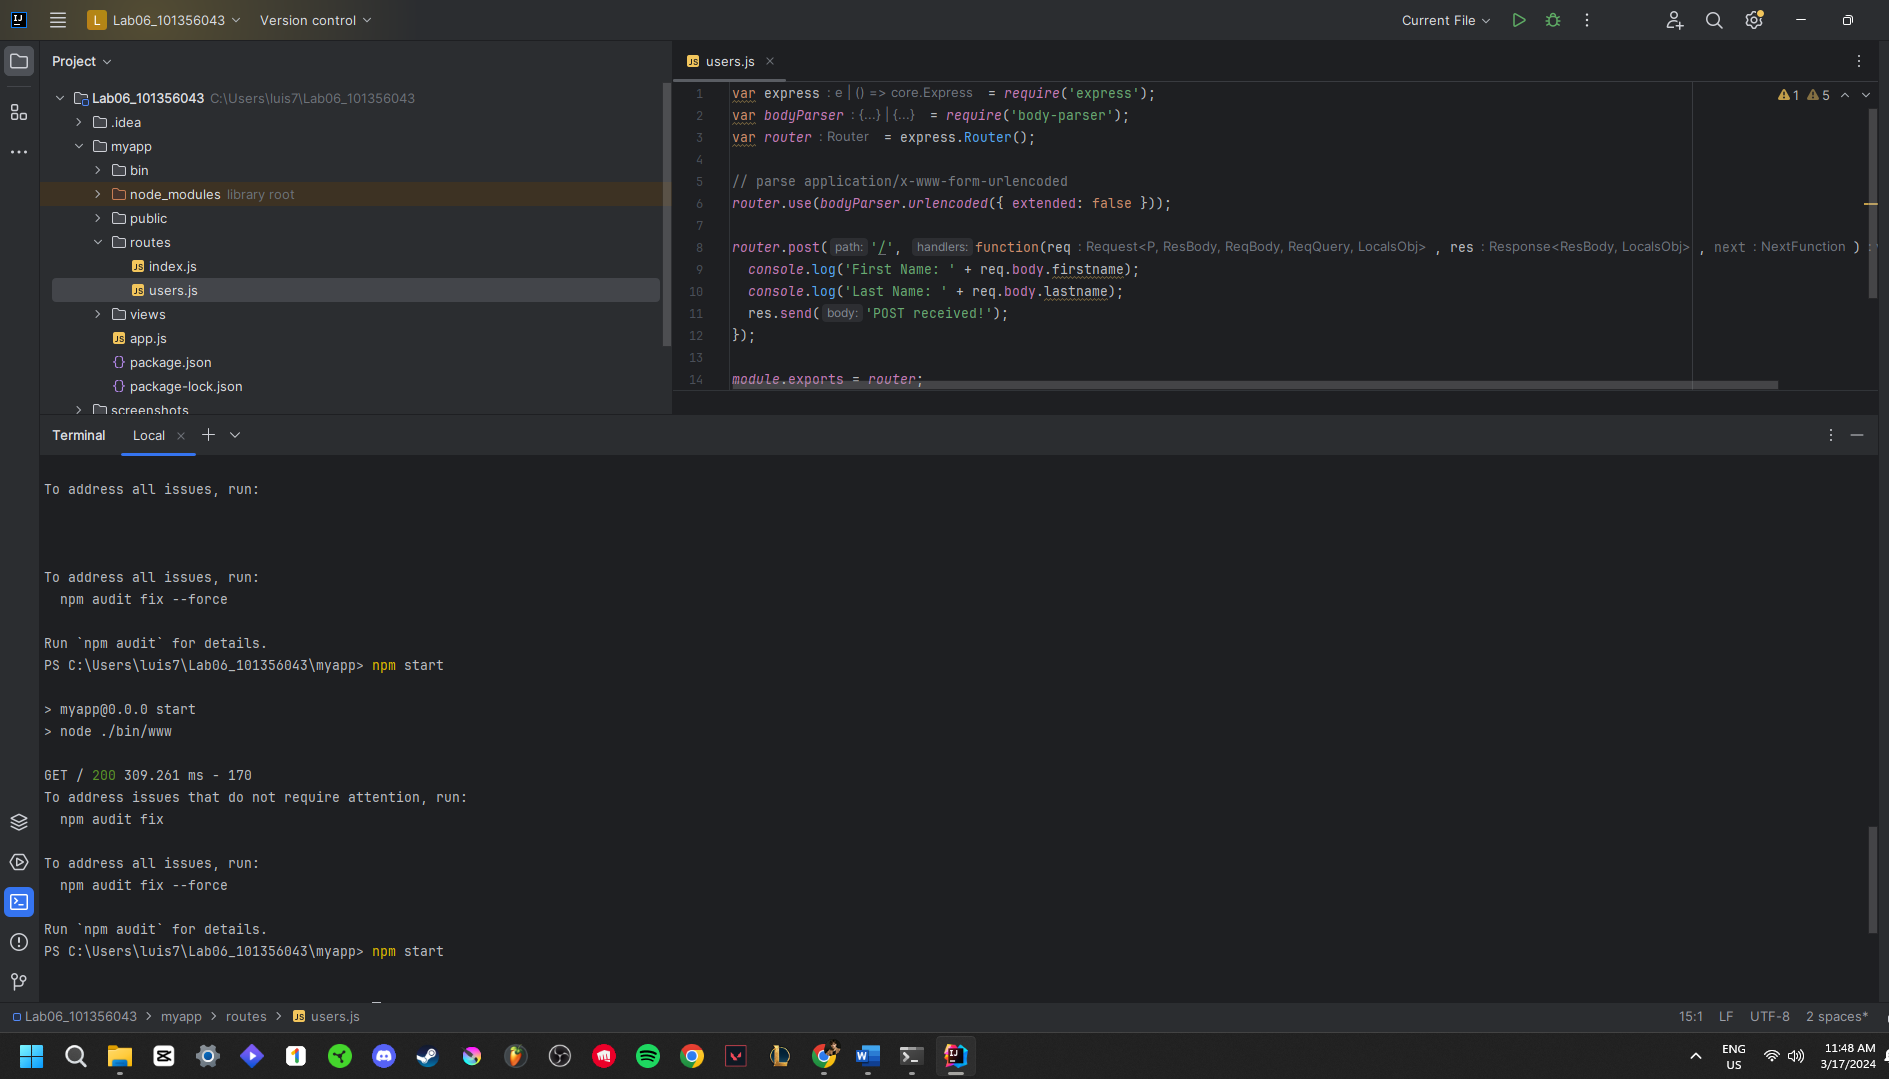 Lab06_101356043
Version control
Current File
Project
Lab06_101356043 C:\Users\luis7\Lab06_101356043
.idea
myapp
bin
node_modules library root
public
routes
index.js
users.js
views
app.js
package.json
package-lock.json
screenshots
users.js
1 var express : e | () => core.Express = require('express');
2 var bodyParser : {...} | {...} = require('body-parser');
3 var router : Router = express.Router();
4
5 // parse application/x-www-form-urlencoded
6 router.use(bodyParser.urlencoded({ extended: false }));
7
8 router.post( path: '/', handlers: function(req : Request<P, ResBody, ReqBody, ReqQuery, LocalsObj> , res : Response<ResBody, LocalsObj> , next : NextFunction )
9 console.log('First Name: ' + req.body.firstname);
10 console.log('Last Name: ' + req.body.lastname);
11 res.send( body: 'POST received!');
12 });
13
14 module.exports = router;
1 5
Terminal Local
To address all issues, run:
To address all issues, run:
npm audit fix --force
Run `npm audit` for details.
PS C:\Users\luis7\Lab06_101356043\myapp> npm start
> myapp@0.0.0 start
> node ./bin/www
GET / 200 309.261 ms - 170
To address issues that do not require attention, run:
npm audit fix
To address all issues, run:
npm audit fix --force
Run `npm audit` for details.
PS C:\Users\luis7\Lab06_101356043\myapp> npm start
Lab06_101356043 > myapp > routes > users.js
15:1 LF UTF-8 2 spaces*
ENG
US
11:48 AM
3/17/2024